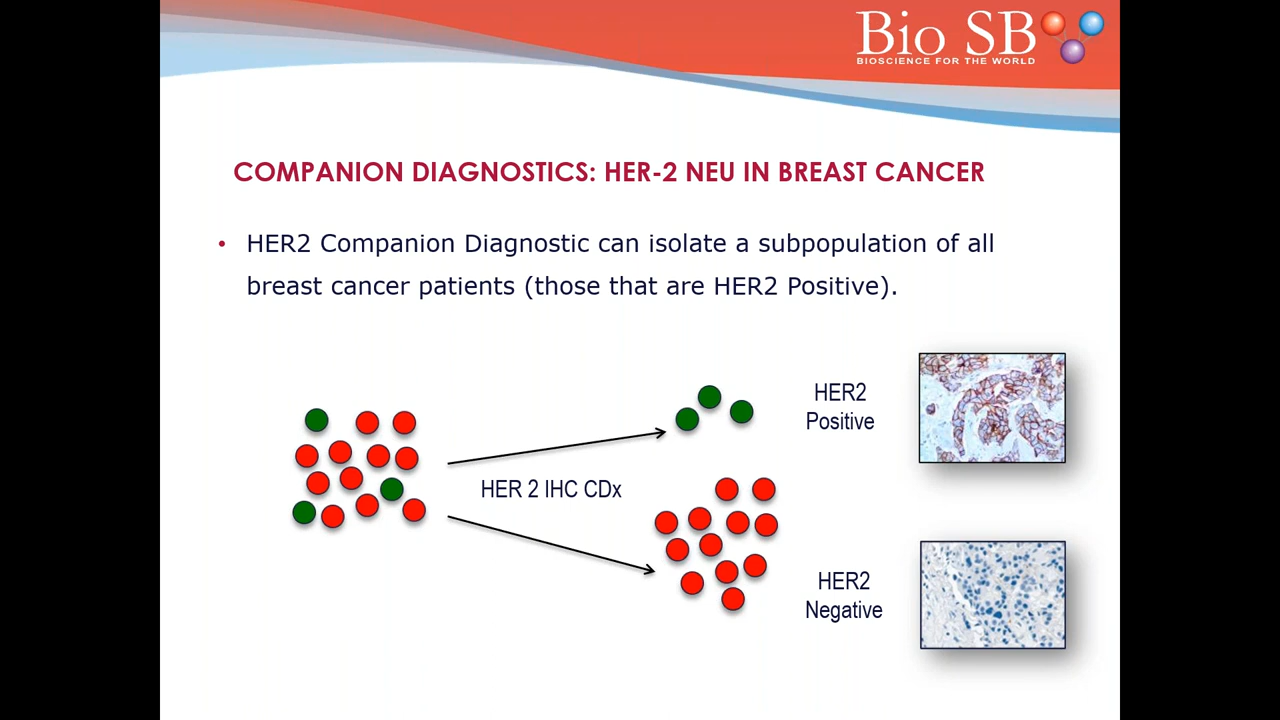 Bio SB
BIOSCIENCE FOR THE WORLD
COMPANION DIAGNOSTICS: HER-2 NEU IN BREAST CANCER
• HER2 Companion Diagnostic can isolate a subpopulation of all
breast cancer patients (those that are HER2 Positive).
HER2
Positive
HER 2 IHC CDx
HER2
Negative